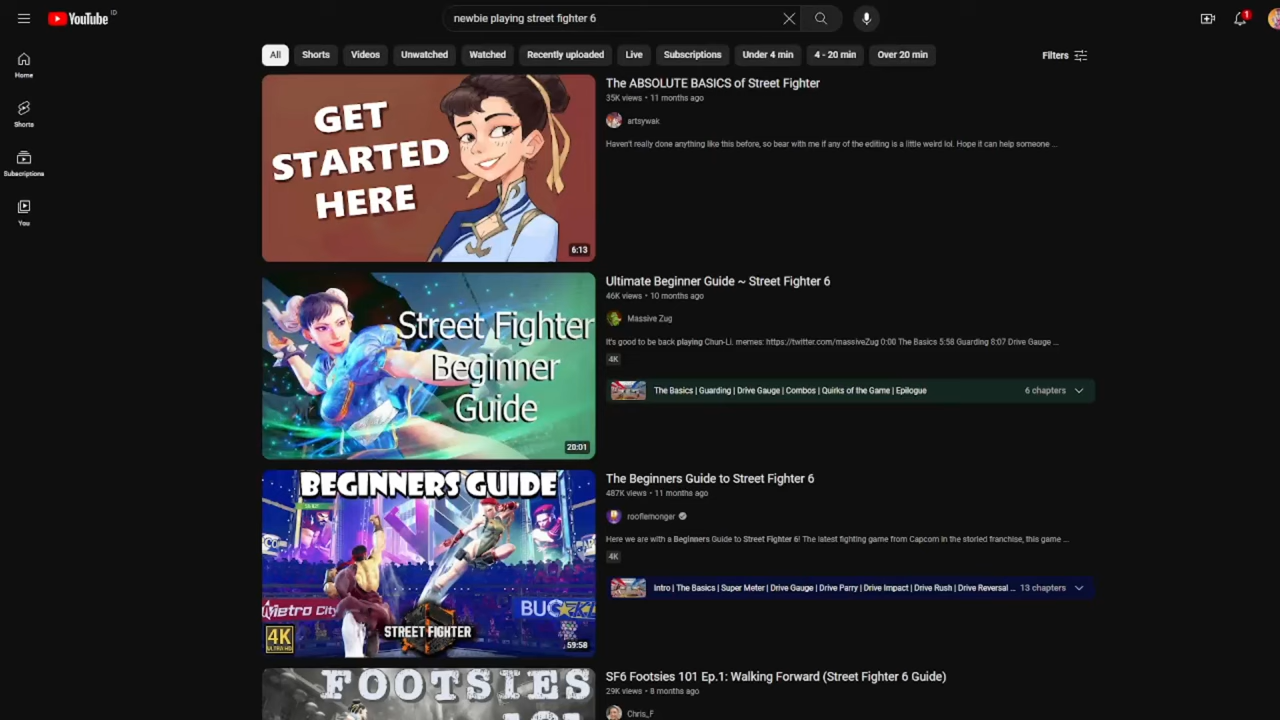 YouTube ID
newbie playing street fighter 6
1
All
Shorts
Videos
Unwatched
Watched
Recently uploaded
Live
Subscriptions
Under 4 min
4 - 20 min
Over 20 min
Filters
Home
Shorts
Subscriptions
You
GET
STARTED
HERE
6:13
The ABSOLUTE BASICS of Street Fighter
35K views • 11 months ago
artsywak
Haven't really done anything like this before, so bear with me if any of the editing is a little weird lol. Hope it can help someone ...
Street Fighter
Beginner
Guide
20:01
Ultimate Beginner Guide ~ Street Fighter 6
46K views • 10 months ago
Massive Zug
It's good to be back playing Chun-Li. memes: https://twitter.com/massiveZug 0:00 The Basics 5:58 Guarding 8:07 Drive Gauge ...
4K
The Basics | Guarding | Drive Gauge | Combos | Quirks of the Game | Epilogue
6 chapters
BEGINNERS GUIDE
Metro City
BUC
4K
ULTRA HD
STREET FIGHTER
59:58
The Beginners Guide to Street Fighter 6
487K views • 11 months ago
rooflemonger
Here we are with a Beginners Guide to Street Fighter 6! The latest fighting game from Capcom in the storied franchise, this game ...
4K
Intro | The Basics | Super Meter | Drive Gauge | Drive Parry | Drive Impact | Drive Rush | Drive Reversal ...
13 chapters
FOOTSIES
101
SF6 Footsies 101 Ep.1: Walking Forward (Street Fighter 6 Guide)
29K views • 8 months ago
Chris_F